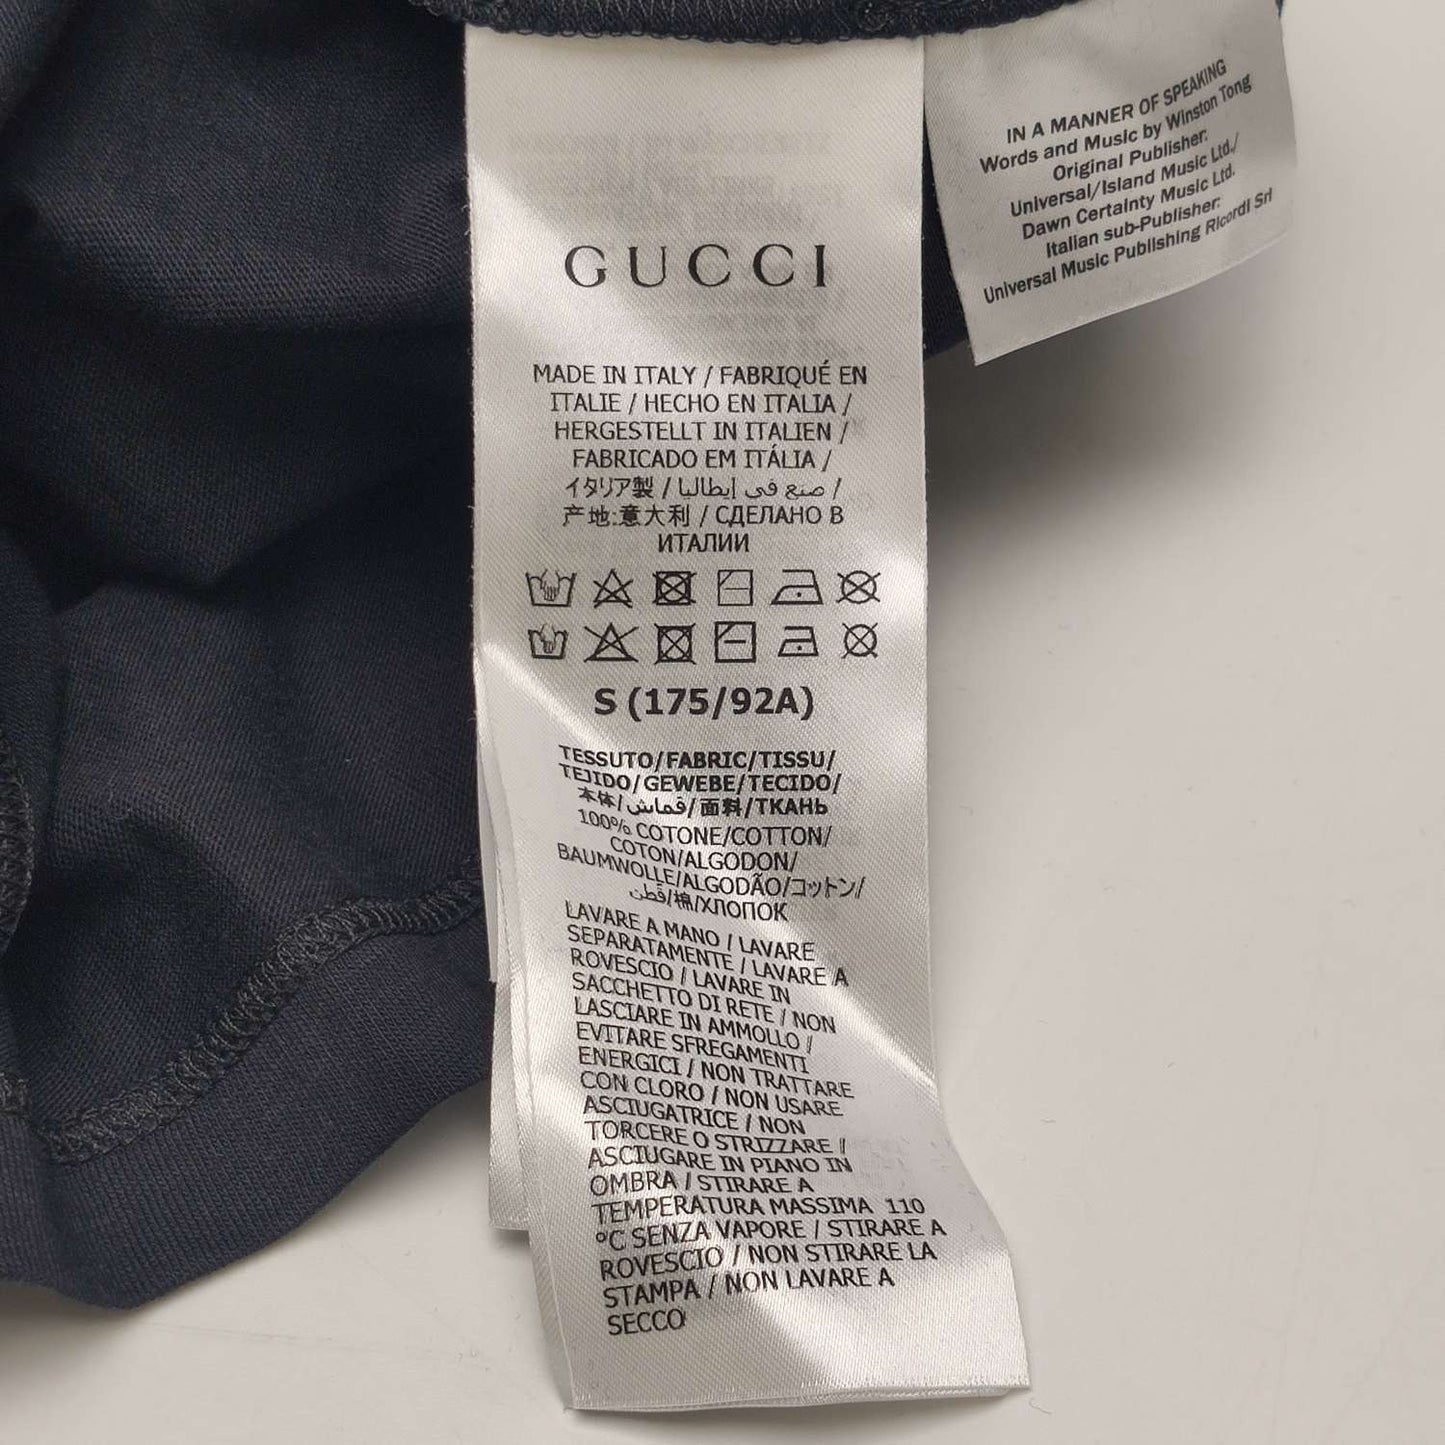 GUCCI
MADE IN ITALY / FABRIQUÉ EN
ITALIE / HECHO EN ITALIA /
HERGESTELLT IN ITALIEN /
FABRICADO EM ITÁLIA /
イタリア製 / صنع في إيطاليا /
产地:意大利 / СДЕЛАНО В
ИТАЛИИ
S (175/92A)
TESSUTO/FABRIC/TISSU/
TEJIDO/GEWEBE/TECIDO/
本体/قماش/面料/ТКАНЬ
100% COTONE/COTTON/
COTON/ALGODON/
BAUMWOLLE/ALGODÃO/コットン/
قطن/棉/ХЛОПОК
LAVARE A MANO / LAVARE
SEPARATAMENTE / LAVARE A
ROVESCIO / LAVARE IN
SACCHETTO DI RETE / NON
LASCIARE IN AMMOLLO /
EVITARE SFREGAMENTI
ENERGICI / NON TRATTARE
CON CLORO / NON USARE
ASCIUGATRICE / NON
TORCERE O STRIZZARE /
ASCIUGARE IN PIANO IN
OMBRA / STIRARE A
TEMPERATURA MASSIMA 110
°C SENZA VAPORE / STIRARE A
ROVESCIO / NON STIRARE LA
STAMPA / NON LAVARE A
SECCO
IN A MANNER OF SPEAKING
Words and Music by Winston Tong
Original Publisher:
Universal/Island Music Ltd./
Dawn Certainty Music Ltd.
Italian sub-Publisher:
Universal Music Publishing Ricordi Srl